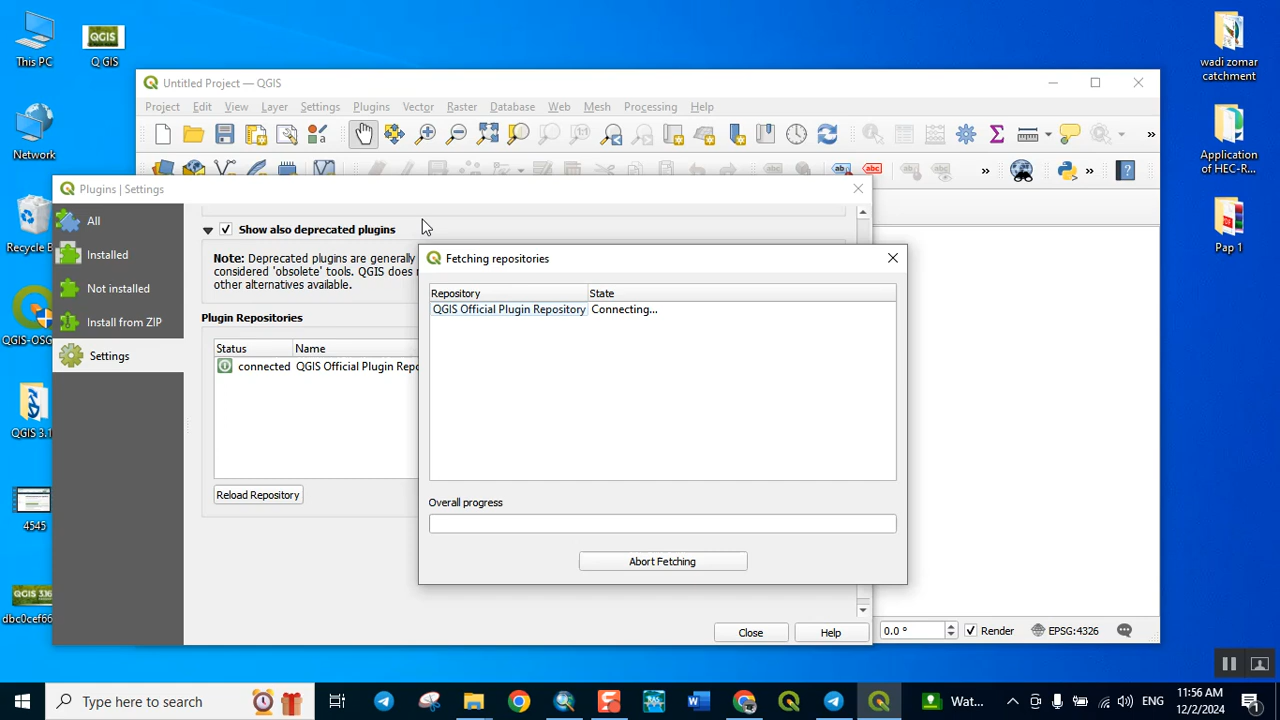 This PC
Q GIS
Network
Recycle B
QGIS-OSG
QGIS 3.1
4545
dbc0cef66
wadi zomar
catchment
Application
of HEC-R...
Pap 1
Untitled Project — QGIS
Project Edit View Layer Settings Plugins Vector Raster Database Web Mesh Processing Help
Plugins | Settings
All
Installed
Not installed
Install from ZIP
Settings
Show also deprecated plugins
Note: Deprecated plugins are generally
considered 'obsolete' tools. QGIS does n
other alternatives available.
Plugin Repositories
Status Name
connected QGIS Official Plugin Repo
Reload Repository
Close Help
Fetching repositories
Repository State
QGIS Official Plugin Repository Connecting...
Overall progress
Abort Fetching
0.0 ° Render EPSG:4326
Type here to search
Wat...
ENG
11:56 AM
12/2/2024